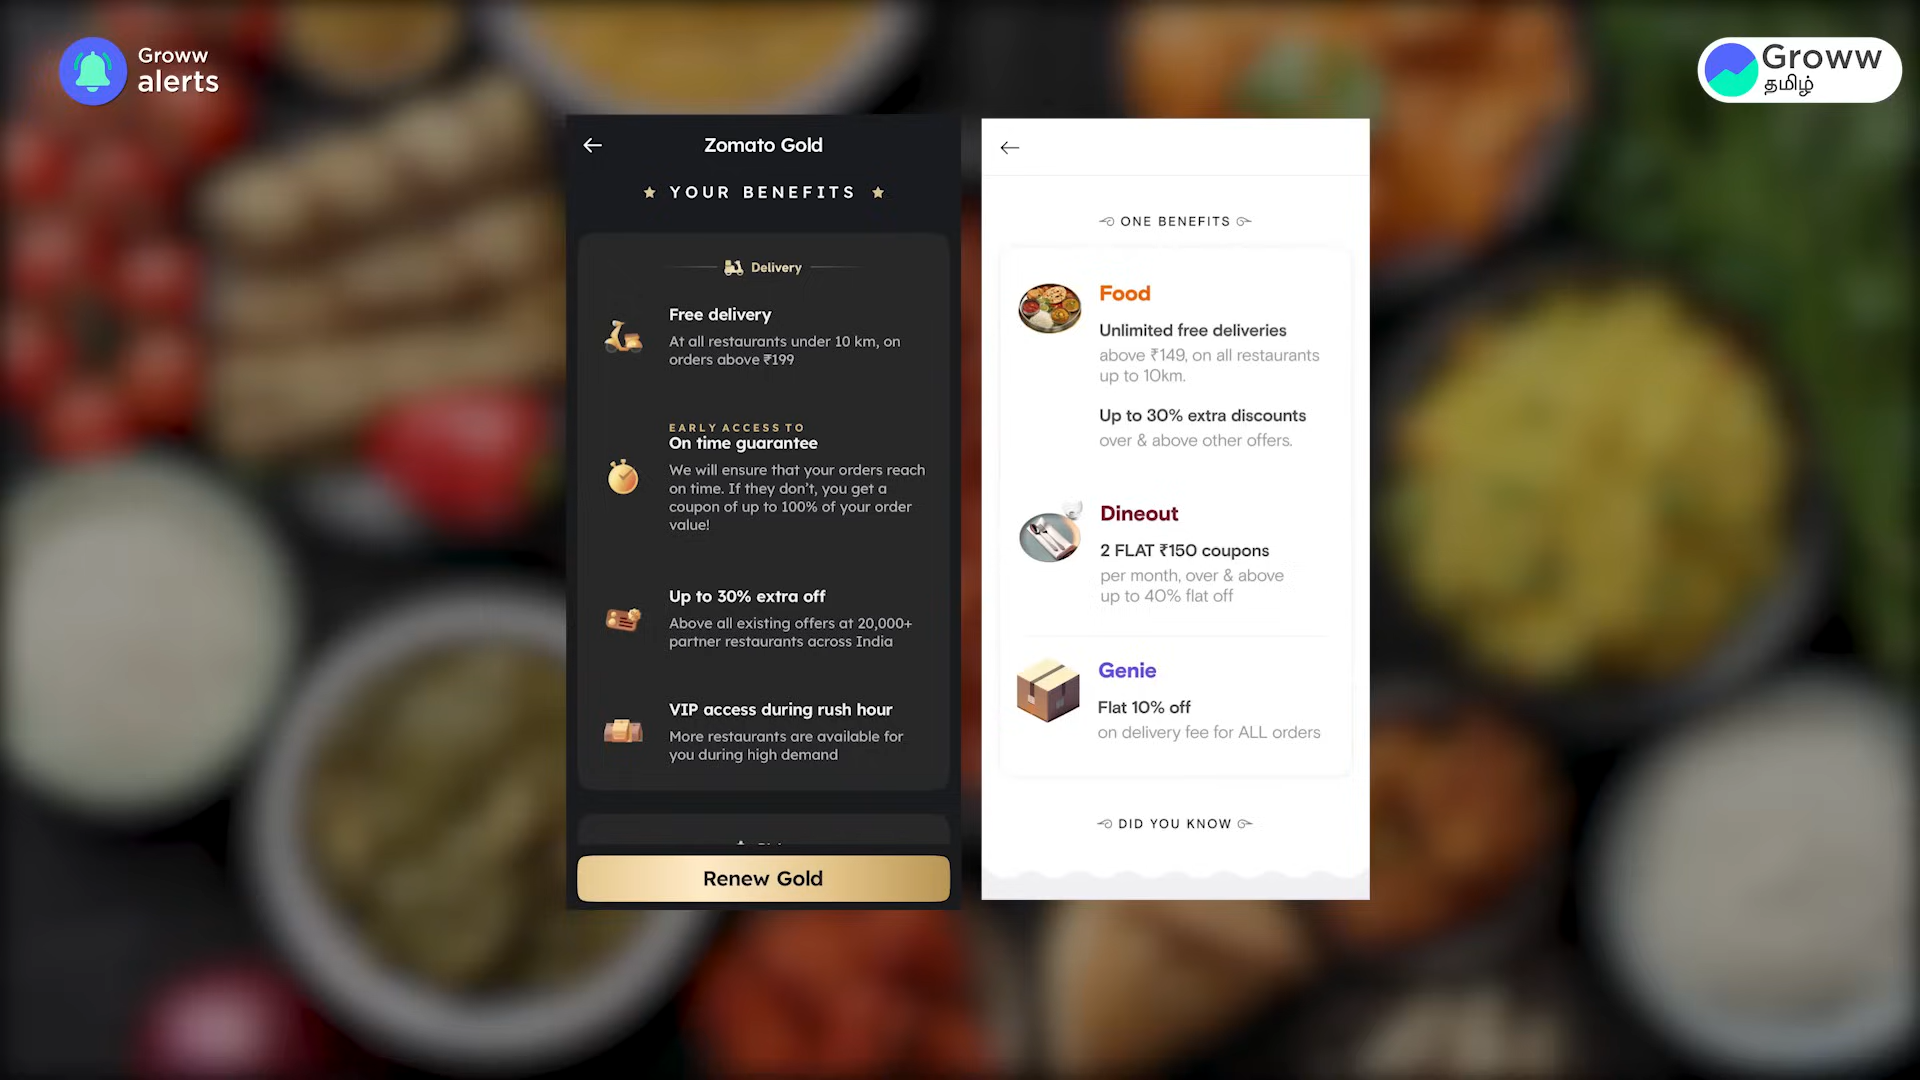 Groww
alerts
Groww
தமிழ்
Zomato Gold
YOUR BENEFITS
Delivery
Free delivery
At all restaurants under 10 km, on
orders above ₹199
EARLY ACCESS TO
On time guarantee
We will ensure that your orders reach
on time. If they don't, you get a
coupon of up to 100% of your order
value!
Up to 30% extra off
Above all existing offers at 20,000+
partner restaurants across India
VIP access during rush hour
More restaurants are available for
you during high demand
Renew Gold
ONE BENEFITS
Food
Unlimited free deliveries
above ₹149, on all restaurants
up to 10km.
Up to 30% extra discounts
over & above other offers.
Dineout
2 FLAT ₹150 coupons
per month, over & above
up to 40% flat off
Genie
Flat 10% off
on delivery fee for ALL orders
DID YOU KNOW